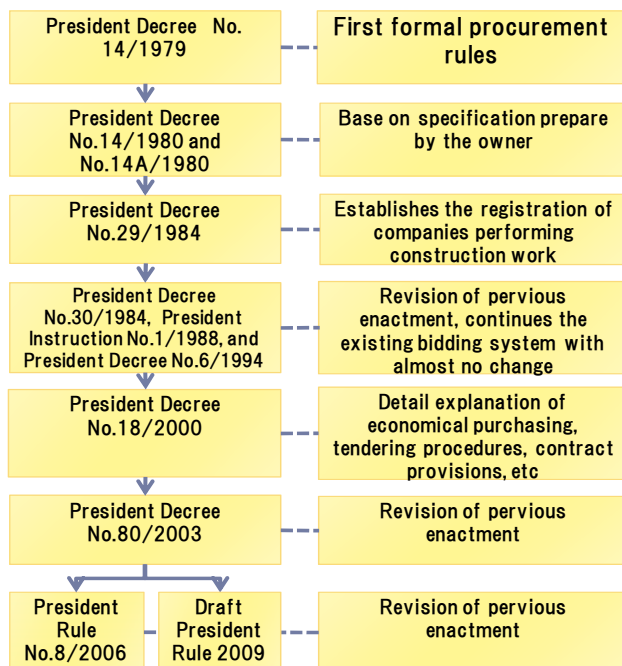 President Decree No.
14/1979
First formal procurement
rules
President Decree
No.14/1980 and
No.14A/1980
Base on specification prepare
by the owner
President Decree
No.29/1984
Establishes the registration of
companies performing
construction work
President Decree
No.30/1984, President
Instruction No.1/1988, and
President Decree No.6/1994
Revision of pervious
enactment, continues the
existing bidding system with
almost no change
President Decree
No.18/2000
Detail explanation of
economical purchasing,
tendering procedures, contract
provisions, etc
President Decree
No.80/2003
Revision of pervious
enactment
President
Rule
No.8/2006
Draft
President
Rule 2009
Revision of pervious
enactment